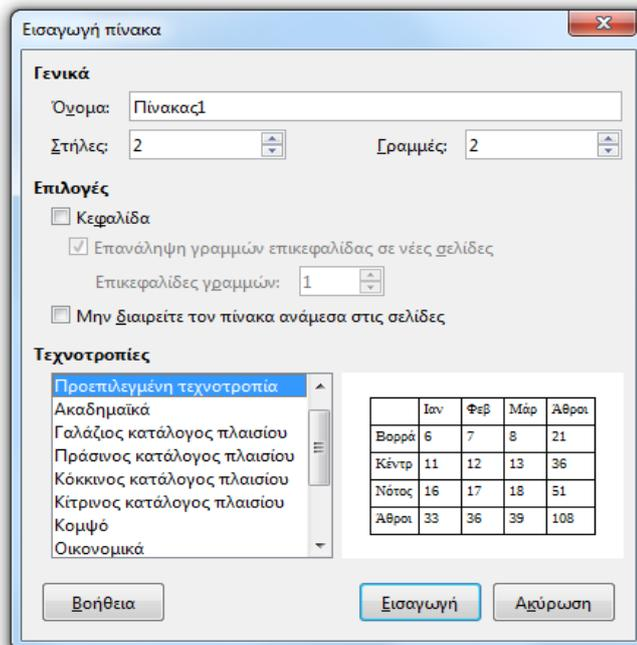 Εισαγωγή πίνακα
Γενικά
Όνομα: Πίνακας1
Στήλες: 2 Γραμμές: 2
Επιλογές
Κεφαλίδα
Επανάληψη γραμμών επικεφαλίδας σε νέες σελίδες
Επικεφαλίδες γραμμών: 1
Μην διαιρείτε τον πίνακα ανάμεσα στις σελίδες
Τεχνοτροπίες
Προεπιλεγμένη τεχνοτροπία
Ακαδημαϊκά
Γαλάζιος κατάλογος πλαισίου
Πράσινος κατάλογος πλαισίου
Κόκκινος κατάλογος πλαισίου
Κίτρινος κατάλογος πλαισίου
Κομψό
Οικονομικά
Ιαν Φεβ Μάρ Άθροι
Βορρά 6 7 8 21
Κέντρ 11 12 13 36
Νότος 16 17 18 51
Άθροι 33 36 39 108
Βοήθεια Εισαγωγή Ακύρωση